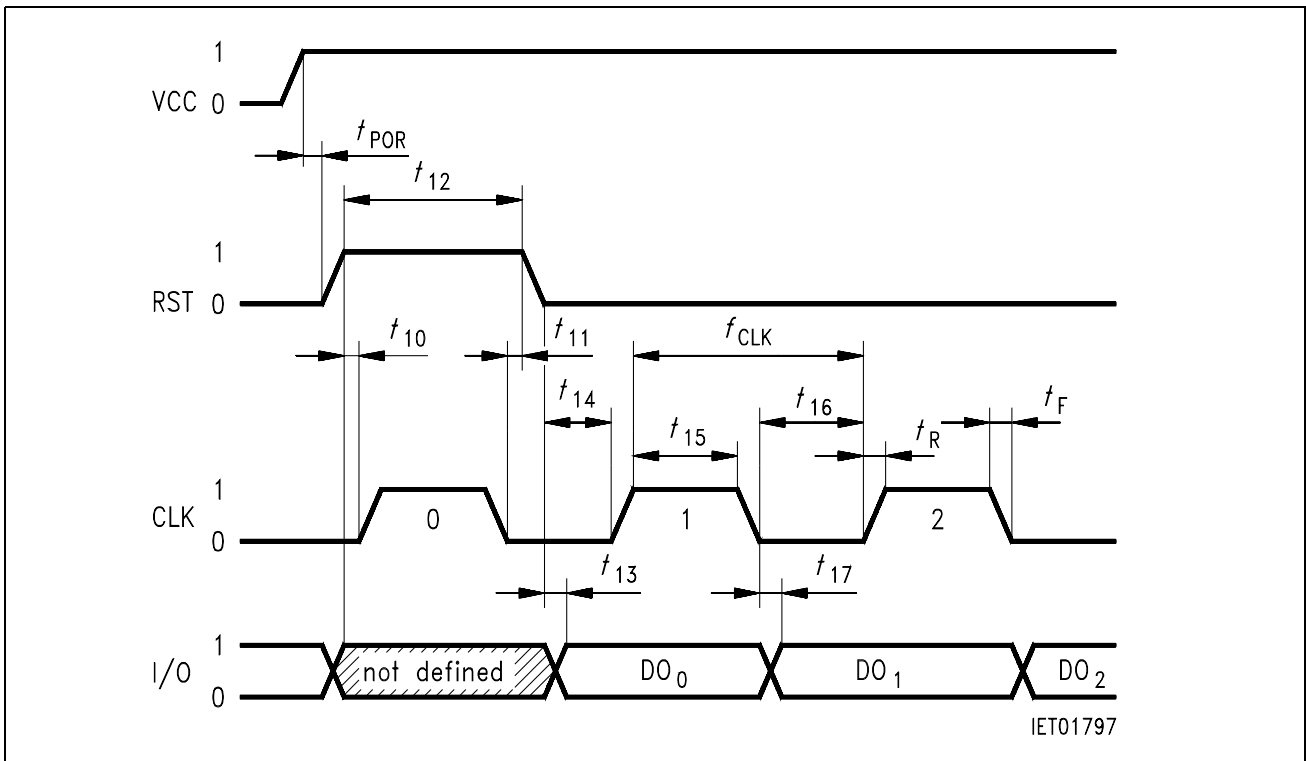 1
VCC 0
t POR
t 12
1
RST 0
t 10
t 11
f CLK
t 14
t 16
t F
t 15
t R
1
CLK 0
0 1 2
t 13
t 17
1
I/O 0
not defined DO 0 DO 1 DO 2
IET01797